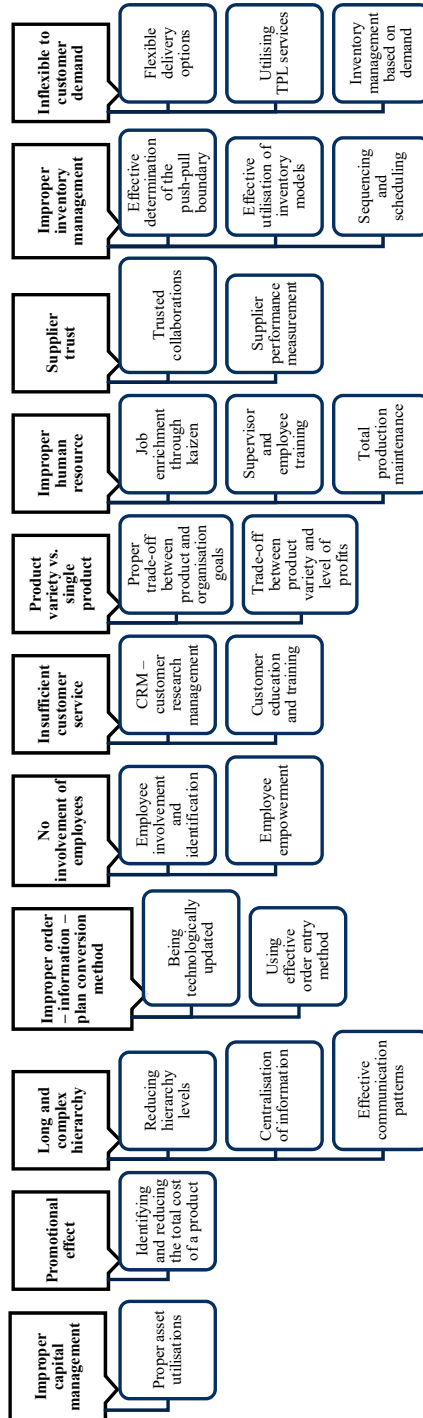 Improper
capital
management
Proper asset
utilisations
Promotional
effect
Identifying
and reducing
the total cost
of a product
Long and
complex
hierarchy
Reducing
hierarchy
levels
Centralisation
of information
Effective
communication
patterns
Improper order
– information –
plan conversion
method
Being
technologically
updated
Using
effective
order entry
method
No
involvement of
employees
Employee
involvement
and
identification
Employee
empowerment
Insufficient
customer
service
CRM –
customer
research
management
Customer
education
and training
Product
variety vs.
single
product
Proper
trade-off
between
product and
organisation
goals
Trade-off
between
product
variety and
level of
profits
Improper
human
resource
Job
enrichment
through
kaizen
Supervisor
and
employee
training
Total
production
maintenance
Supplier
trust
Trusted
collaborations
Supplier
performance
measurement
Improper
inventory
management
Effective
determination
of the
push-pull
boundary
Effective
utilisation of
inventory
models
Sequencing
and
scheduling
Inflexible to
customer
demand
Flexible
delivery
options
Utilising
TPL services
Inventory
management
based on
demand